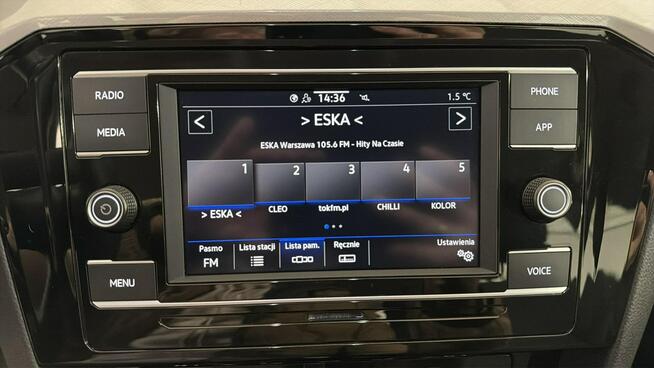 RADIO
MEDIA
MENU
PHONE
APP
VOICE
14:36
1.5 °C
< > ESKA < >
ESKA Warszawa 105.6 FM - Hity Na Czasie
1 2 3 4 5
> ESKA < CLEO tokfm.pl CHILLI KOLOR
Pasmo Lista stacji Lista pam. Ręcznie Ustawienia
FM